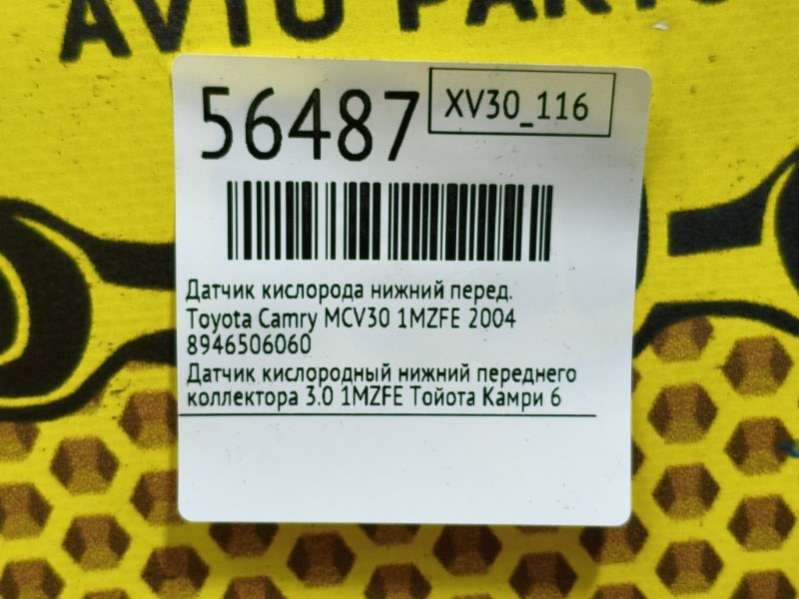 AVTO PARTS
56487
XV30_116
Датчик кислорода нижний перед.
Toyota Camry MCV30 1MZFE 2004
8946506060
Датчик кислородный нижний переднего
коллектора 3.0 1MZFE Тойота Камри 6